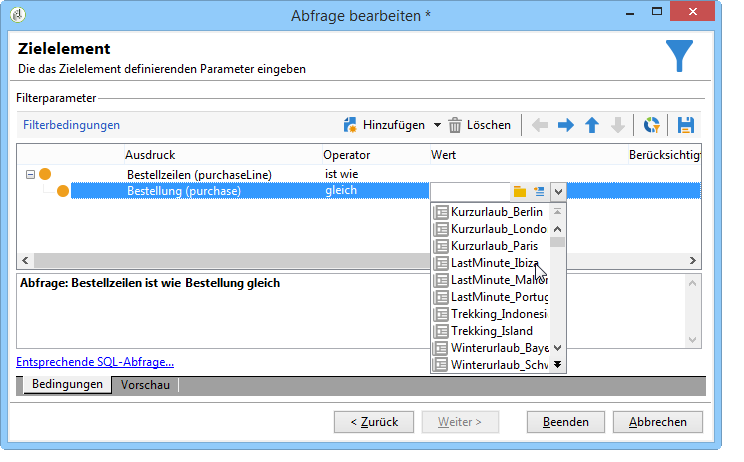 Abfrage bearbeiten *
Zielelement
Die das Zielelement definierenden Parameter eingeben
Filterparameter
Filterbedingungen Hinzufügen Löschen
Ausdruck Operator Wert Berücksichtigt
Bestellzeilen (purchaseLine) ist wie
Bestellung (purchase) gleich
Kurzurlaub_Berlin
Kurzurlaub_Londo
Kurzurlaub_Paris
LastMinute_Ibiza
LastMinute_Mallor
LastMinute_Portug
Trekking_Indonesi
Trekking_Island
Winterurlaub_Baye
Winterurlaub_Schw
Abfrage: Bestellzeilen ist wie Bestellung gleich
Entsprechende SQL-Abfrage...
Bedingungen Vorschau
< Zurück Weiter > Beenden Abbrechen